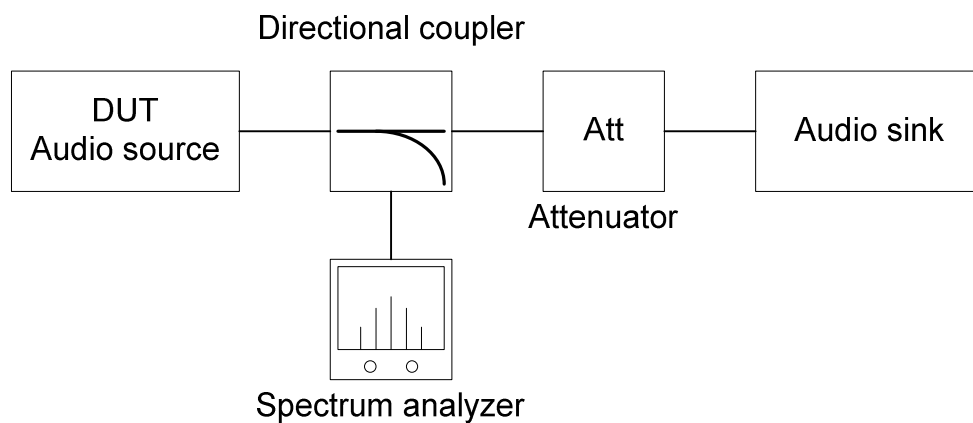 Directional coupler
DUT
Audio source
Att
Audio sink
Attenuator
Spectrum analyzer